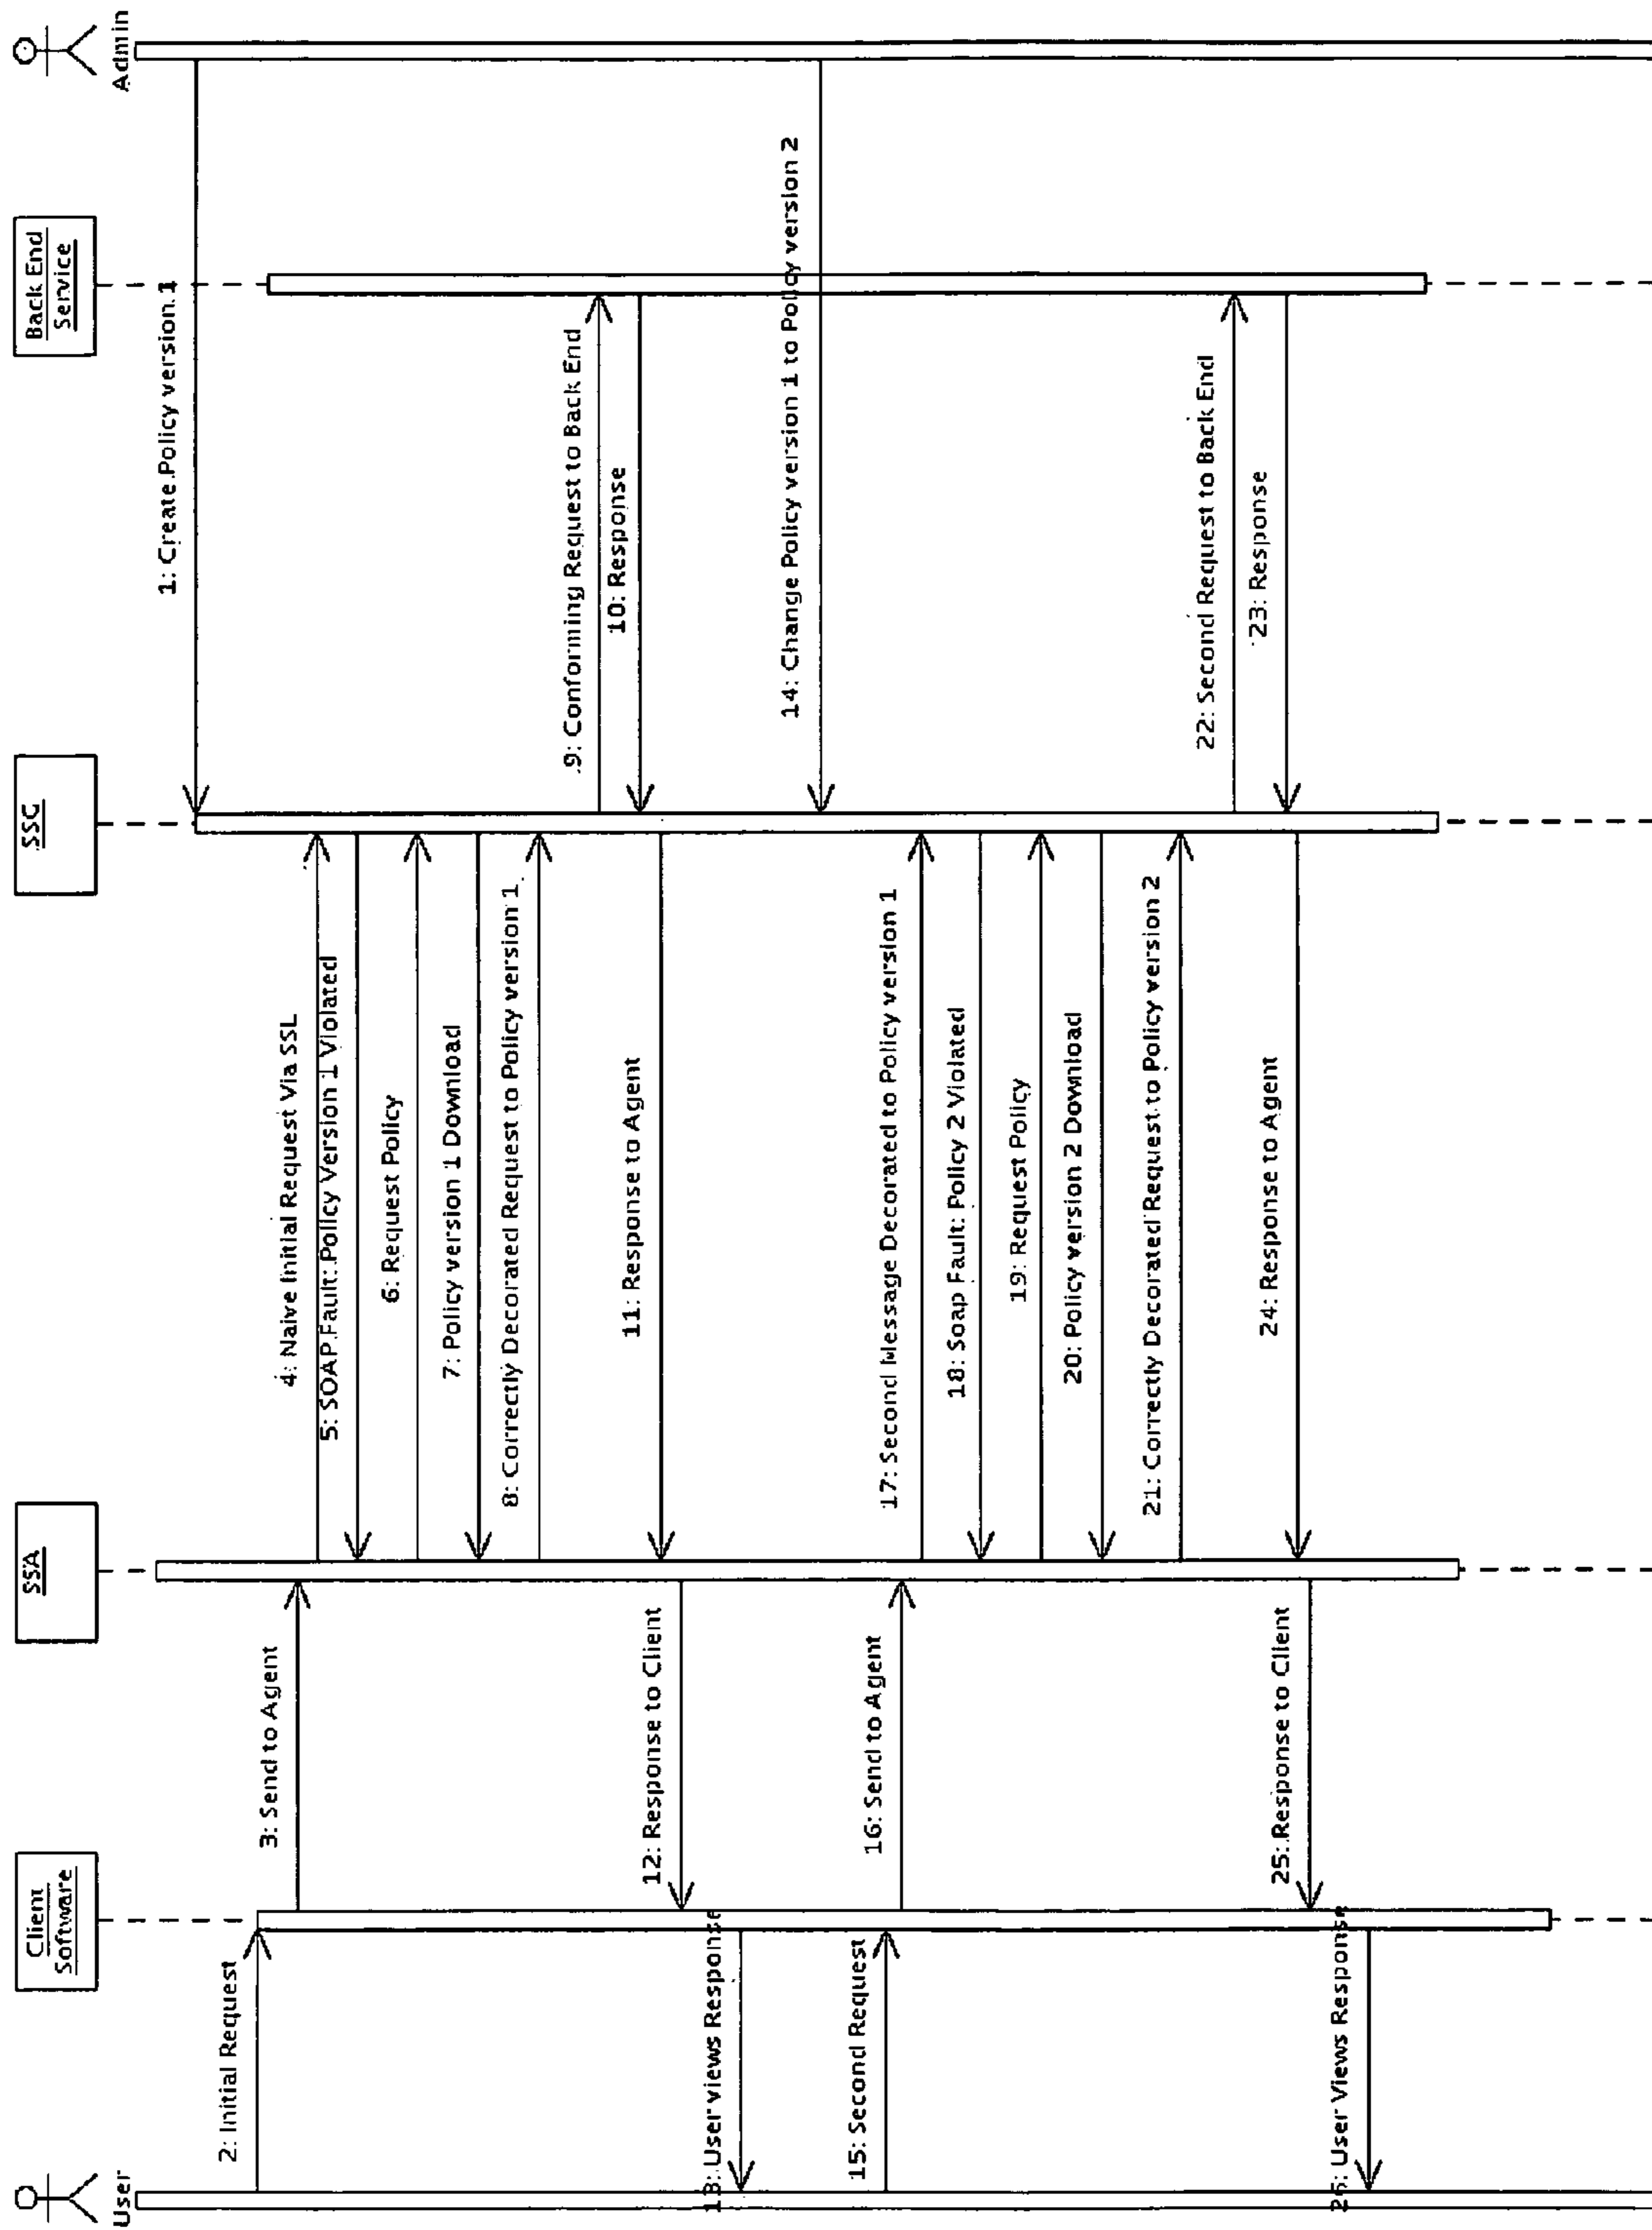 User
Client
Software
SSA
SSG
Back End
Service
Admin
1: Create Policy version 1
2: Initial Request
3: Send to Agent
4: Naive Initial Request Via SSL
5: SOAP Fault: Policy Version 1 Violated
6: Request Policy
7: Policy version 1 Download
8: Correctly Decorated Request to Policy version 1
9: Conforming Request to Back End
10: Response
11: Response to Agent
12: Response to Client
13: User views Response
14: Change Policy version 1 to Policy version 2
15: Second Request
16: Send to Agent
17: Second Message Decorated to Policy version 1
18: Soap Fault: Policy 2 Violated
19: Request Policy
20: Policy version 2 Download
21: Correctly Decorated Request to Policy version 2
22: Second Request to Back End
23: Response
24: Response to Agent
25: Response to Client
26: User Views Response